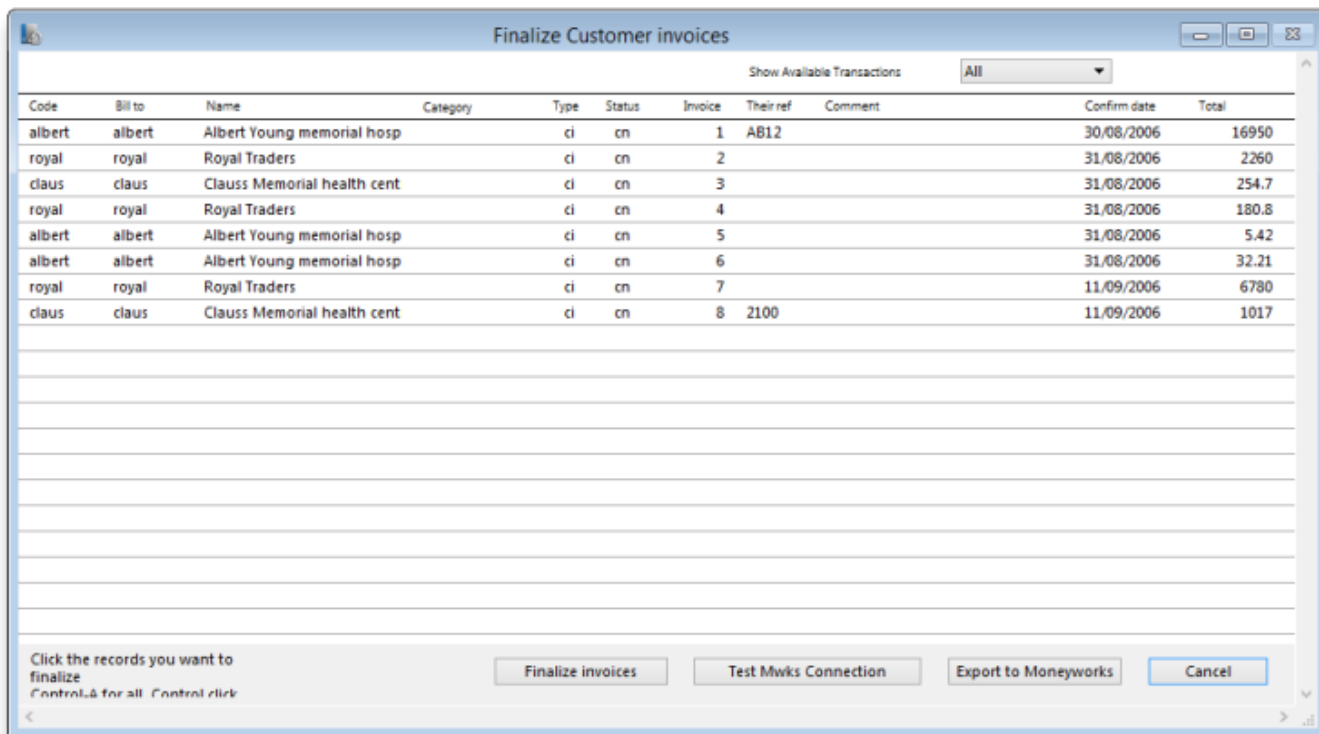 Finalize Customer invoices
Show Available Transactions All
Code Bill to Name Category Type Status Invoice Their ref Comment Confirm date Total
albert albert Albert Young memorial hosp ci cn 1 AB12 30/08/2006 16950
royal royal Royal Traders ci cn 2 31/08/2006 2260
claus claus Clauss Memorial health cent ci cn 3 31/08/2006 254.7
royal royal Royal Traders ci cn 4 31/08/2006 180.8
albert albert Albert Young memorial hosp ci cn 5 31/08/2006 5.42
albert albert Albert Young memorial hosp ci cn 6 31/08/2006 32.21
royal royal Royal Traders ci cn 7 11/09/2006 6780
claus claus Clauss Memorial health cent ci cn 8 2100 11/09/2006 1017
Click the records you want to
finalize
Control-A for all. Control click
Finalize invoices Test Mwks Connection Export to Moneyworks Cancel